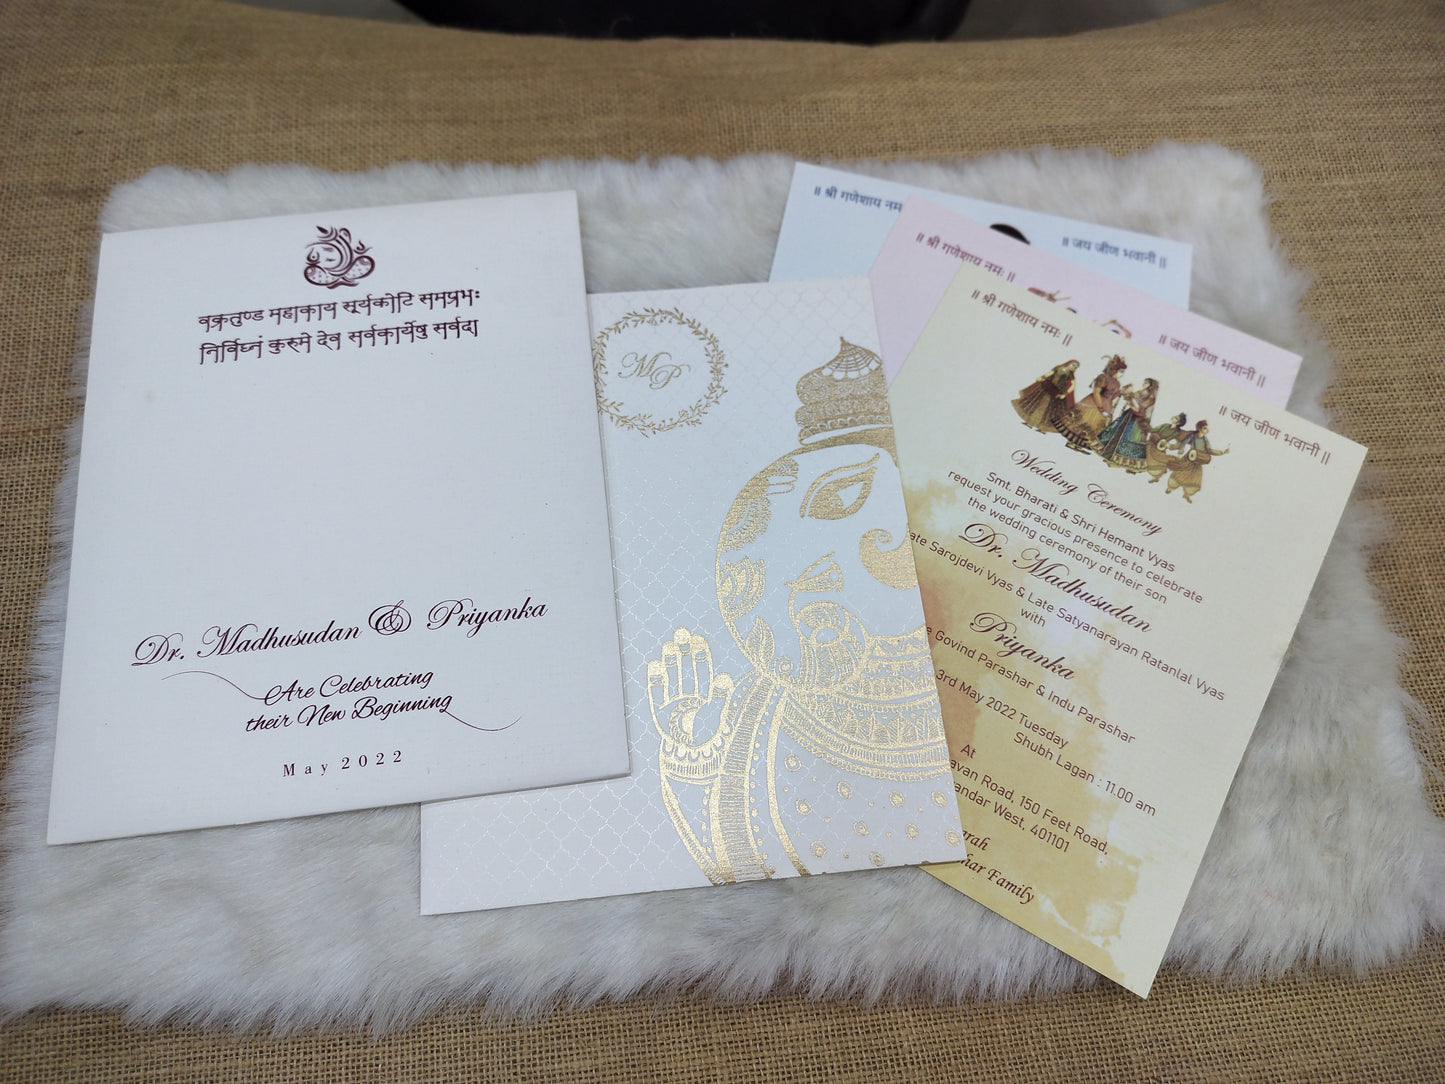 वक्रतुण्ड महाकाय सूर्यकोटि समप्रभः
निर्विघ्नं कुरुमे देव सर्वकार्येषु सर्वदा
Dr. Madhusudan & Priyanka
Are Celebrating
their New Beginning
May 2022
MP
॥ श्री गणेशाय नम
॥ जय जीण भवानी ॥
॥ श्री गणेशाय नमः ॥
॥ जय जीण भवानी ॥
॥ श्री गणेशाय नमः ॥
॥ जय जीण भवानी ॥
Wedding Ceremony
Smt. Bharati & Shri Hemant Vyas
request your gracious presence to celebrate
the wedding ceremony of their son
Dr. Madhusudan
Sarojdevi Vyas & Late Satyanarayan Ratanlal Vyas
with
Priyanka
Govind Parashar & Indu Parashar
3rd May 2022 Tuesday
Shubh Lagan : 11.00 am
At
Road, 150 Feet Road,
West, 401101
Family